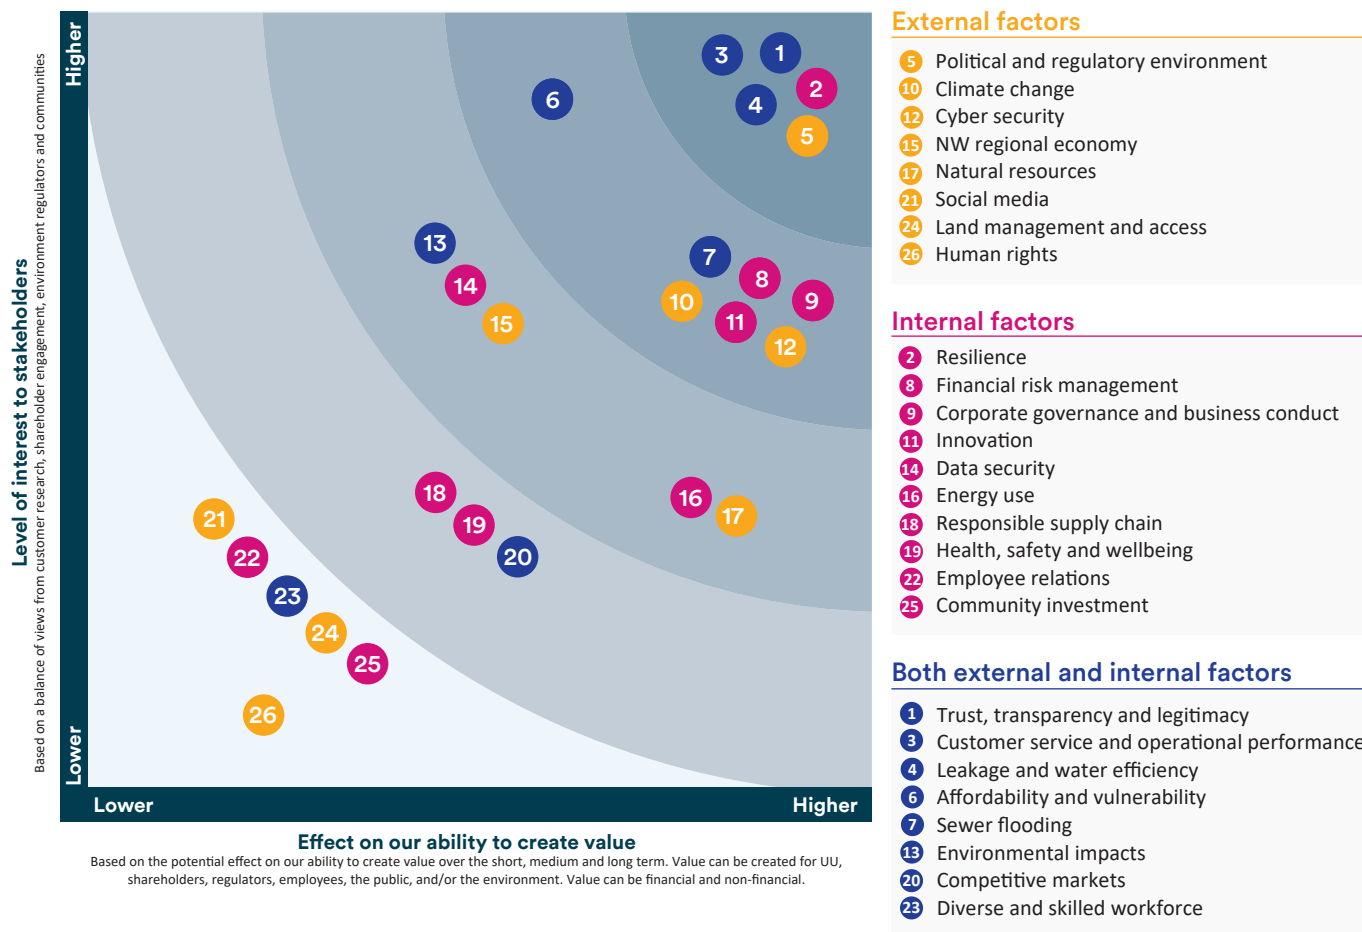 Higher
Level of interest to stakeholders
Based on a balance of views from customer research, shareholder engagement, environment regulators and communities
Lower
3
1
2
4
5
6
7
8
9
10
11
12
13
14
15
16
17
18
19
20
21
22
23
24
25
26
Lower
Higher
Effect on our ability to create value
Based on the potential effect on our ability to create value over the short, medium and long term. Value can be created for UU,
shareholders, regulators, employees, the public, and/or the environment. Value can be financial and non-financial.
External factors
5 Political and regulatory environment
10 Climate change
12 Cyber security
15 NW regional economy
17 Natural resources
21 Social media
24 Land management and access
26 Human rights
Internal factors
2 Resilience
8 Financial risk management
9 Corporate governance and business conduct
11 Innovation
14 Data security
16 Energy use
18 Responsible supply chain
19 Health, safety and wellbeing
22 Employee relations
25 Community investment
Both external and internal factors
1 Trust, transparency and legitimacy
3 Customer service and operational performance
4 Leakage and water efficiency
6 Affordability and vulnerability
7 Sewer flooding
13 Environmental impacts
20 Competitive markets
23 Diverse and skilled workforce